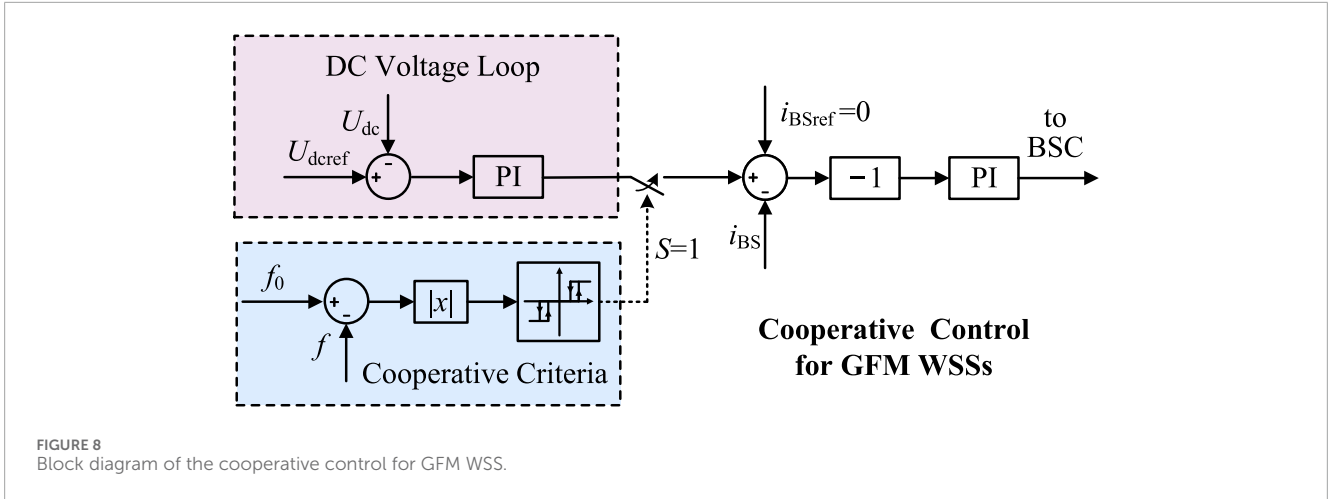 DC Voltage Loop
U_dc
U_dcref
-
+
PI
i_BSref=0
+
-
i_BS
−1
PI
to
BSC
S=1
f_0
+
-
f
|x|
Cooperative Criteria
Cooperative Control
for GFM WSSs
FIGURE 8
Block diagram of the cooperative control for GFM WSS.